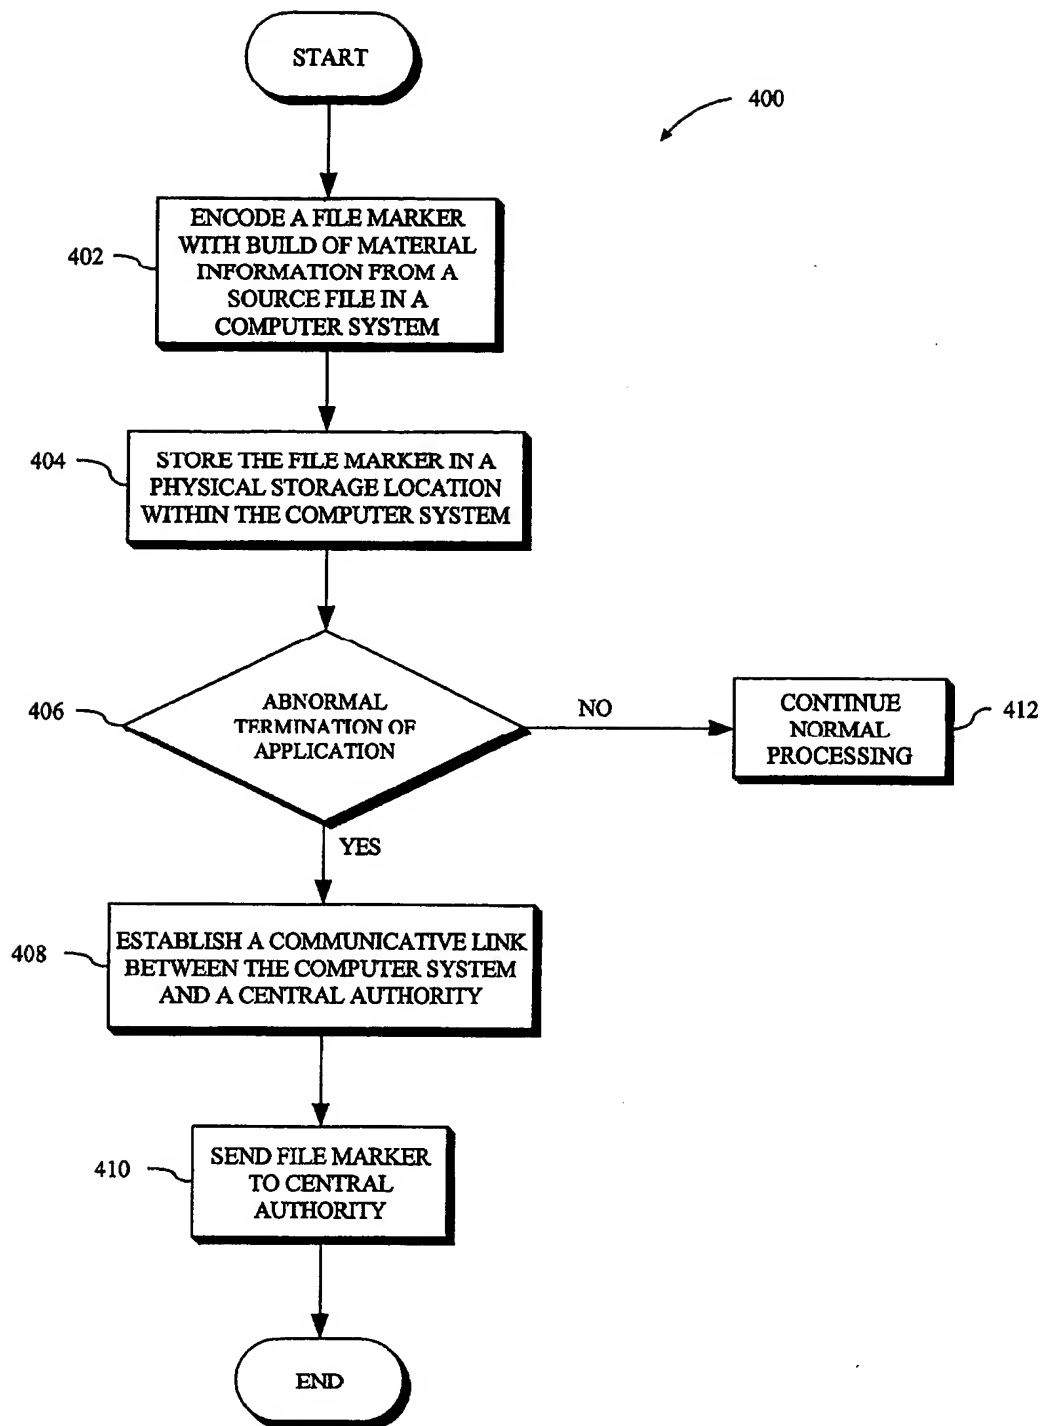 START
400
402
ENCODE A FILE MARKER
WITH BUILD OF MATERIAL
INFORMATION FROM A
SOURCE FILE IN A
COMPUTER SYSTEM
404
STORE THE FILE MARKER IN A
PHYSICAL STORAGE LOCATION
WITHIN THE COMPUTER SYSTEM
406
ABNORMAL
TERMINATION OF
APPLICATION
NO
CONTINUE
NORMAL
PROCESSING
412
YES
408
ESTABLISH A COMMUNICATIVE LINK
BETWEEN THE COMPUTER SYSTEM
AND A CENTRAL AUTHORITY
410
SEND FILE MARKER
TO CENTRAL
AUTHORITY
END